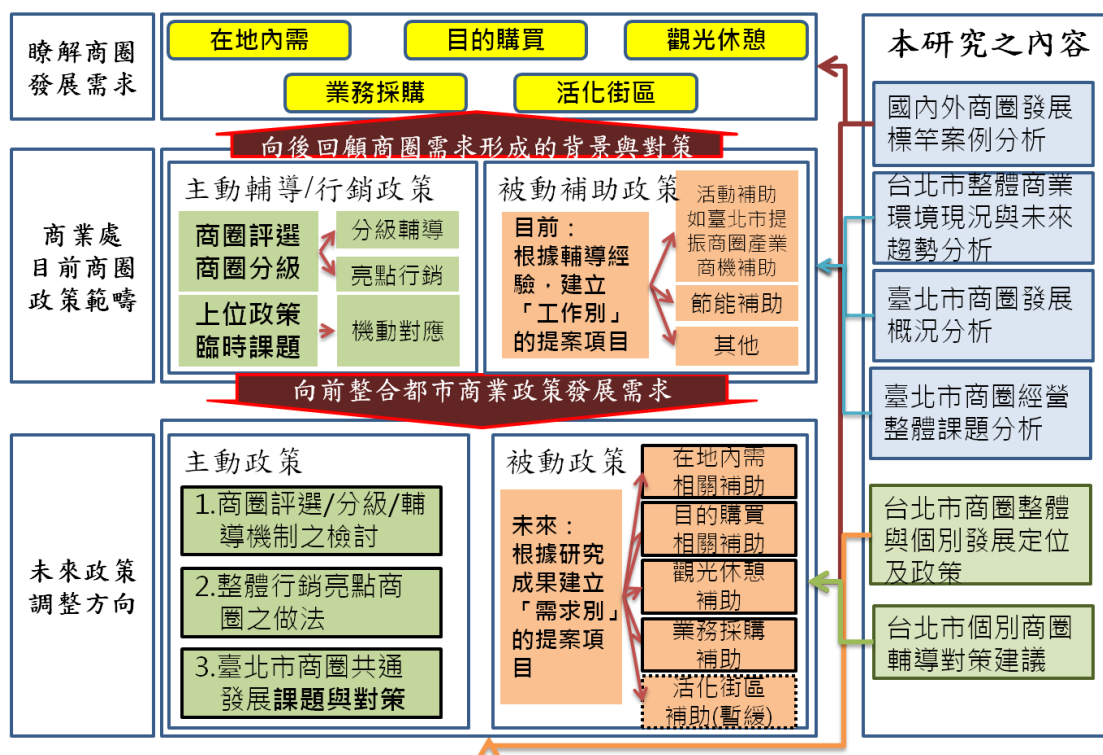 瞭解商圈
發展需求
在地內需
目的購買
觀光休憩
業務採購
活化街區
向後回顧商圈需求形成的背景與對策
商業處
目前商圈
政策範疇
主動輔導/行銷政策
商圈評選
商圈分級
分級輔導
亮點行銷
上位政策
臨時課題
機動對應
被動補助政策
目前：
根據輔導經
驗，建立
「工作別」
的提案項目
活動補助
如臺北市提
振商圈產業
商機補助
節能補助
其他
向前整合都市商業政策發展需求
未來政策
調整方向
主動政策
1.商圈評選/分級/輔
導機制之檢討
2.整體行銷亮點商
圈之做法
3.臺北市商圈共通
發展課題與對策
被動政策
未來：
根據研究
成果建立
「需求別」
的提案項
目
在地內需
相關補助
目的購買
相關補助
觀光休憩
補助
業務採購
補助
活化街區
補助(暫緩)
本研究之內容
國內外商圈發展
標竿案例分析
台北市整體商業
環境現況與未來
趨勢分析
臺北市商圈發展
概況分析
臺北市商圈經營
整體課題分析
台北市商圈整體
與個別發展定位
及政策
台北市個別商圈
輔導對策建議